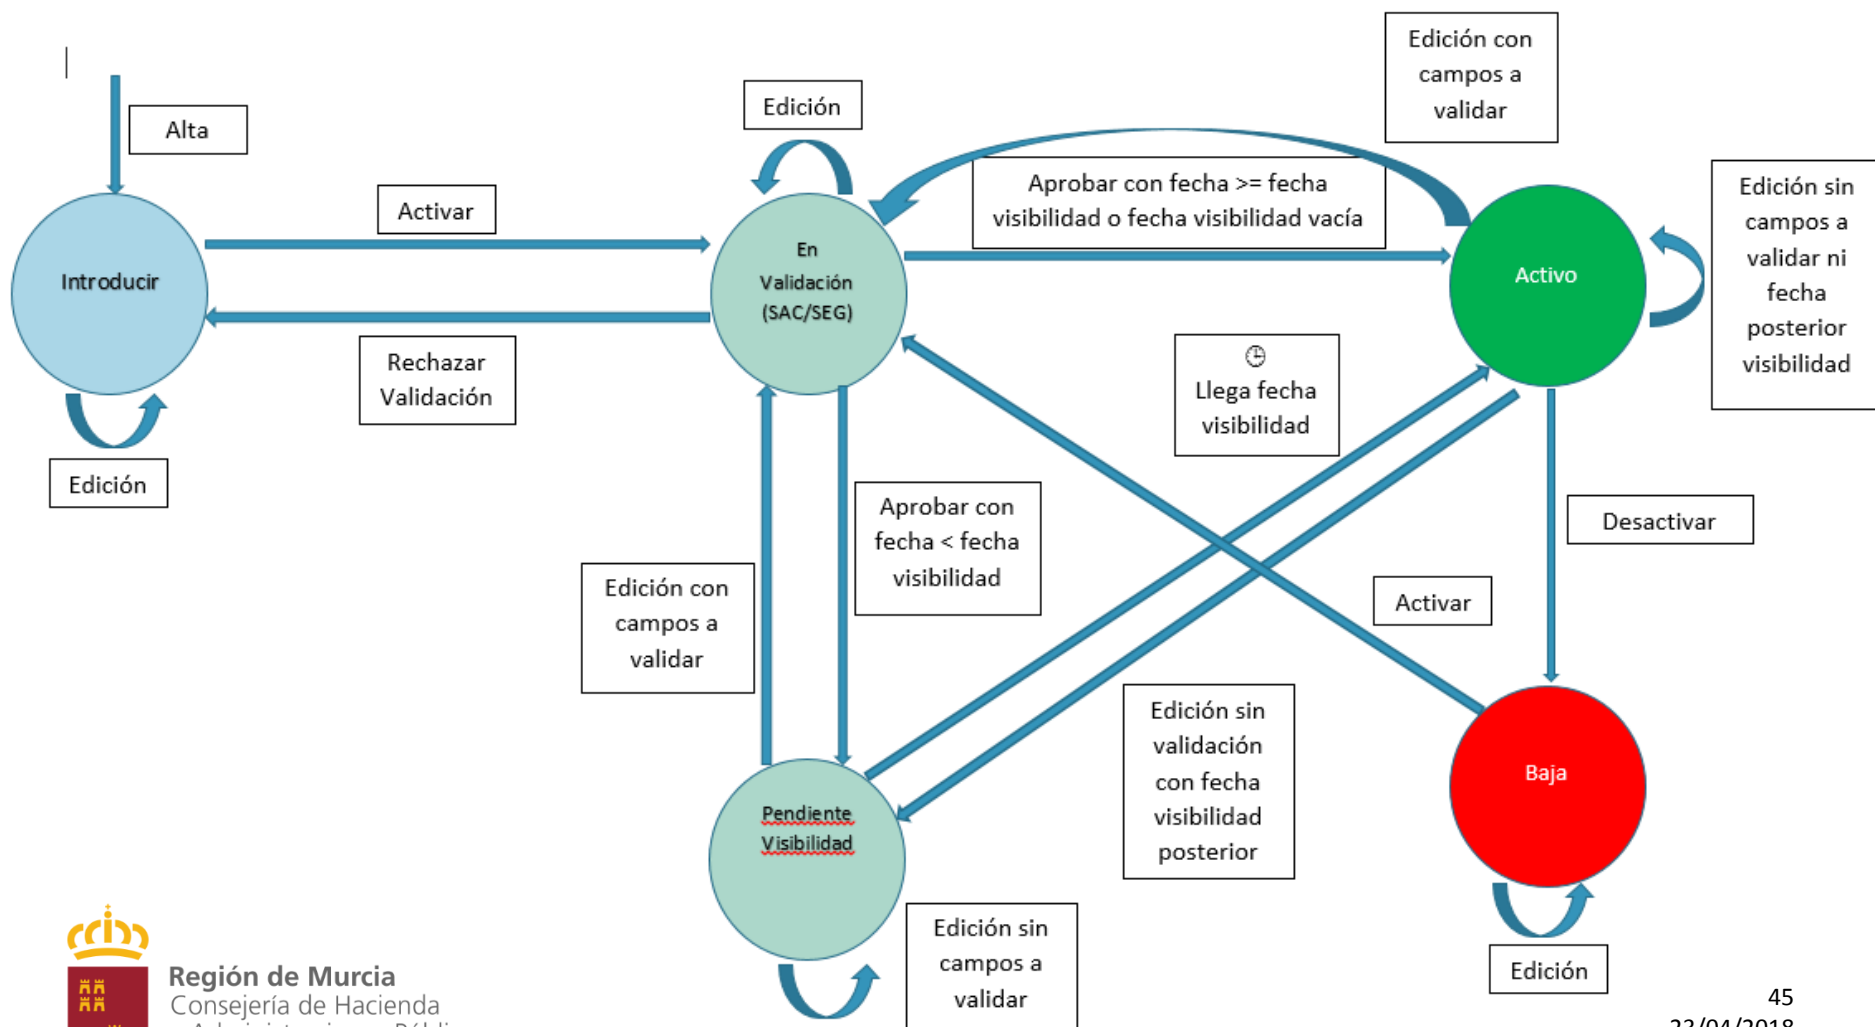 Alta
Introducir
Edición
Activar
Rechazar
Validación
Edición
En
Validación
(SAC/SEG)
Aprobar con fecha >= fecha
visibilidad o fecha visibilidad vacía
Edición con
campos a
validar
Activo
Edición sin
campos a
validar ni
fecha
posterior
visibilidad
Llega fecha
visibilidad
Desactivar
Activar
Aprobar con
fecha < fecha
visibilidad
Edición con
campos a
validar
Edición sin
validación
con fecha
visibilidad
posterior
Pendiente
Visibilidad
Baja
Edición sin
campos a
validar
Edición
Región de Murcia
Consejería de Hacienda
45
23/04/2018